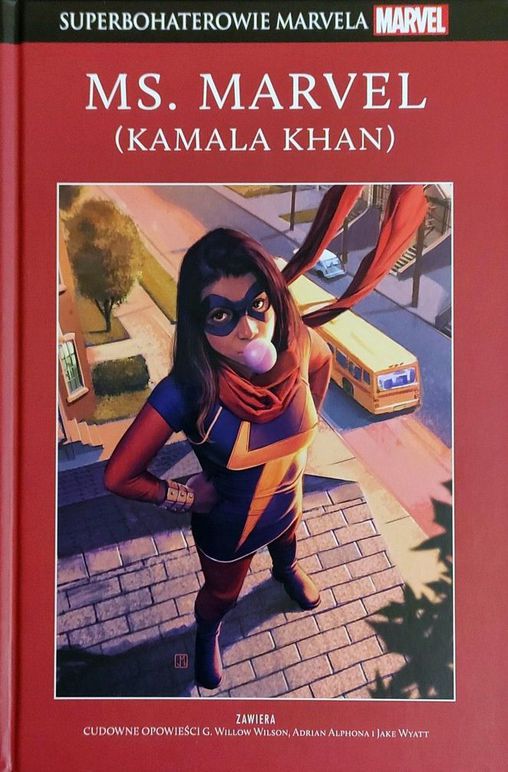 SUPERBOHATEROWIE MARVELA MARVEL
MS. MARVEL
(KAMALA KHAN)
ZAWIERA
CUDOWNE OPOWIEŚCI G. WILLOW WILSON, ADRIAN ALPHONA I JAKE WYATT